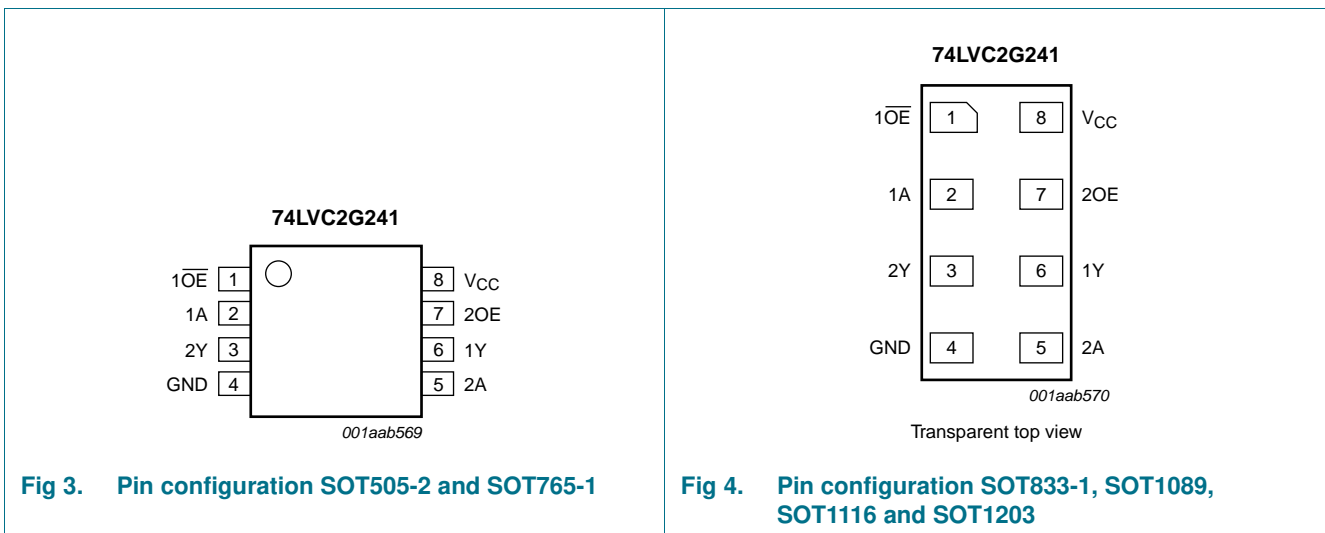 74LVC2G241
1O̅E̅ 1 8 VCC
1A 2 7 2OE
2Y 3 6 1Y
GND 4 5 2A
001aab569
Fig 3. Pin configuration SOT505-2 and SOT765-1
74LVC2G241
1O̅E̅ 1 8 VCC
1A 2 7 2OE
2Y 3 6 1Y
GND 4 5 2A
001aab570
Transparent top view
Fig 4. Pin configuration SOT833-1, SOT1089,
SOT1116 and SOT1203